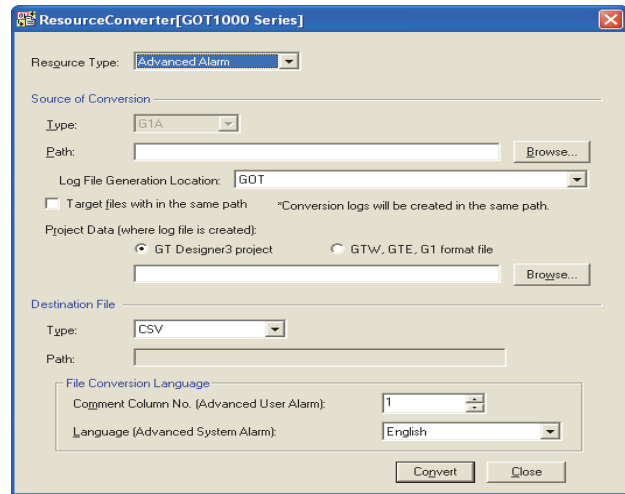 ResourceConverter[GOT1000 Series]
Resource Type: Advanced Alarm
Source of Conversion
Type: G1A
Path: Browse...
Log File Generation Location: GOT
Target files with in the same path *Conversion logs will be created in the same path.
Project Data (where log file is created):
GT Designer3 project GTW, GTE, G1 format file
Browse...
Destination File
Type: CSV
Path:
File Conversion Language
Comment Column No. (Advanced User Alarm): 1
Language (Advanced System Alarm): English
Convert Close